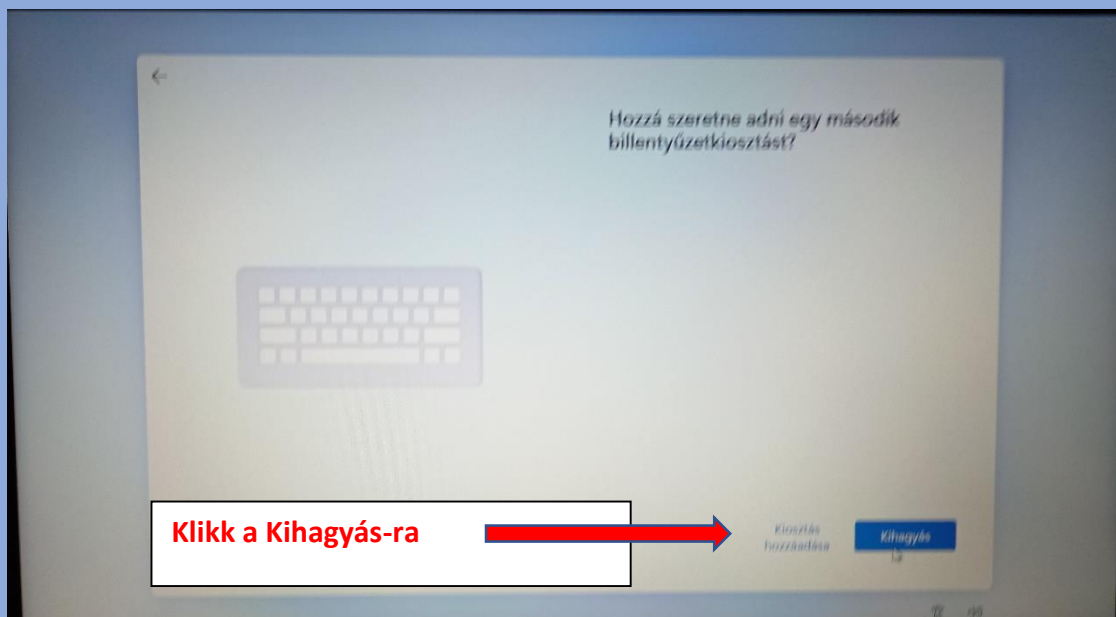 Hozzá szeretne adni egy második
billentyűzetkiosztást?
Klikk a Kihagyás-ra
Kiosztás
hozzáadása
Kihagyás